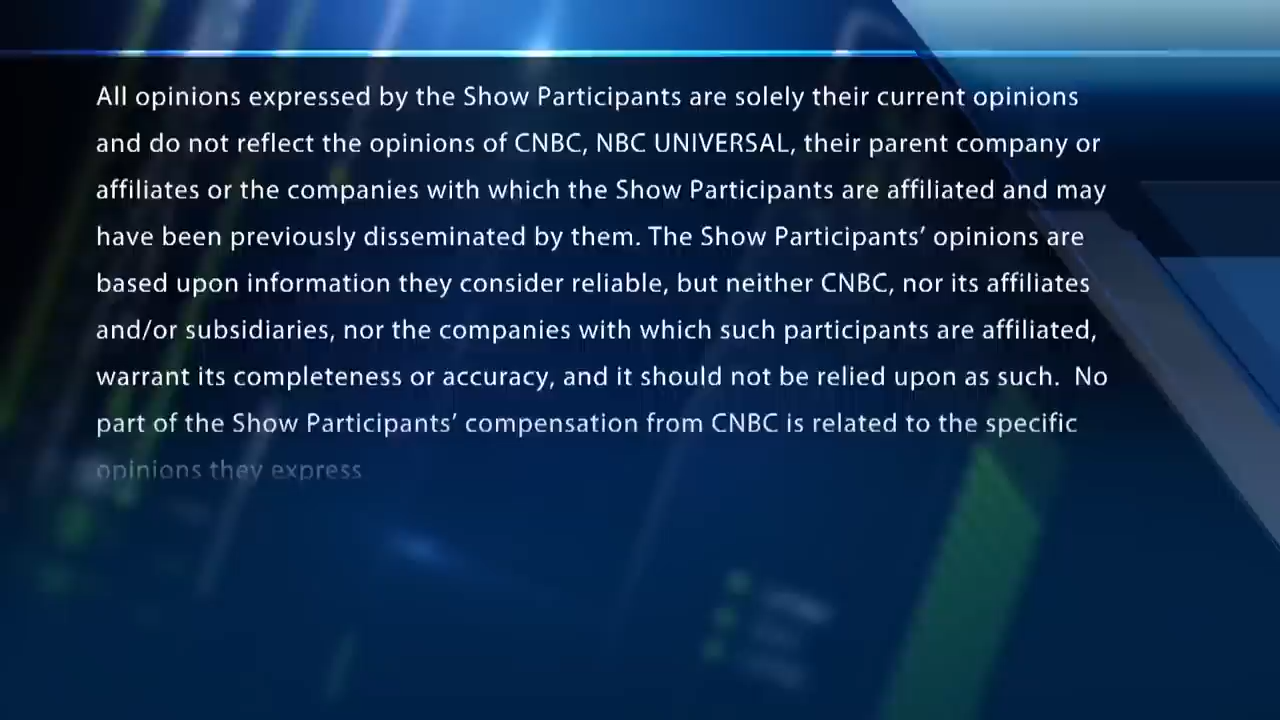 All opinions expressed by the Show Participants are solely their current opinions
and do not reflect the opinions of CNBC, NBC UNIVERSAL, their parent company or
affiliates or the companies with which the Show Participants are affiliated and may
have been previously disseminated by them. The Show Participants’ opinions are
based upon information they consider reliable, but neither CNBC, nor its affiliates
and/or subsidiaries, nor the companies with which such participants are affiliated,
warrant its completeness or accuracy, and it should not be relied upon as such.  No
part of the Show Participants’ compensation from CNBC is related to the specific
opinions they express